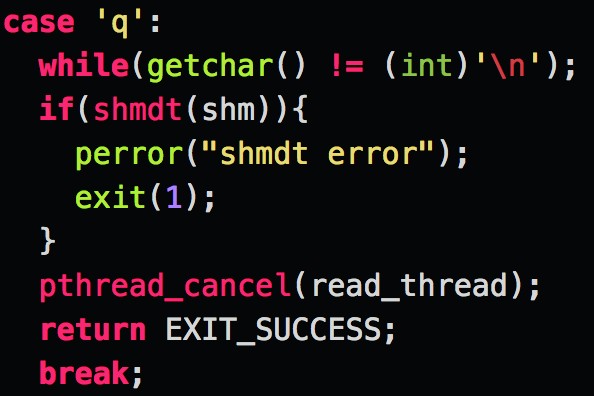 case 'q':
  while(getchar() != (int)'\n');
  if(shmdt(shm)){
    perror("shmdt error");
    exit(1);
  }
  pthread_cancel(read_thread);
  return EXIT_SUCCESS;
  break;